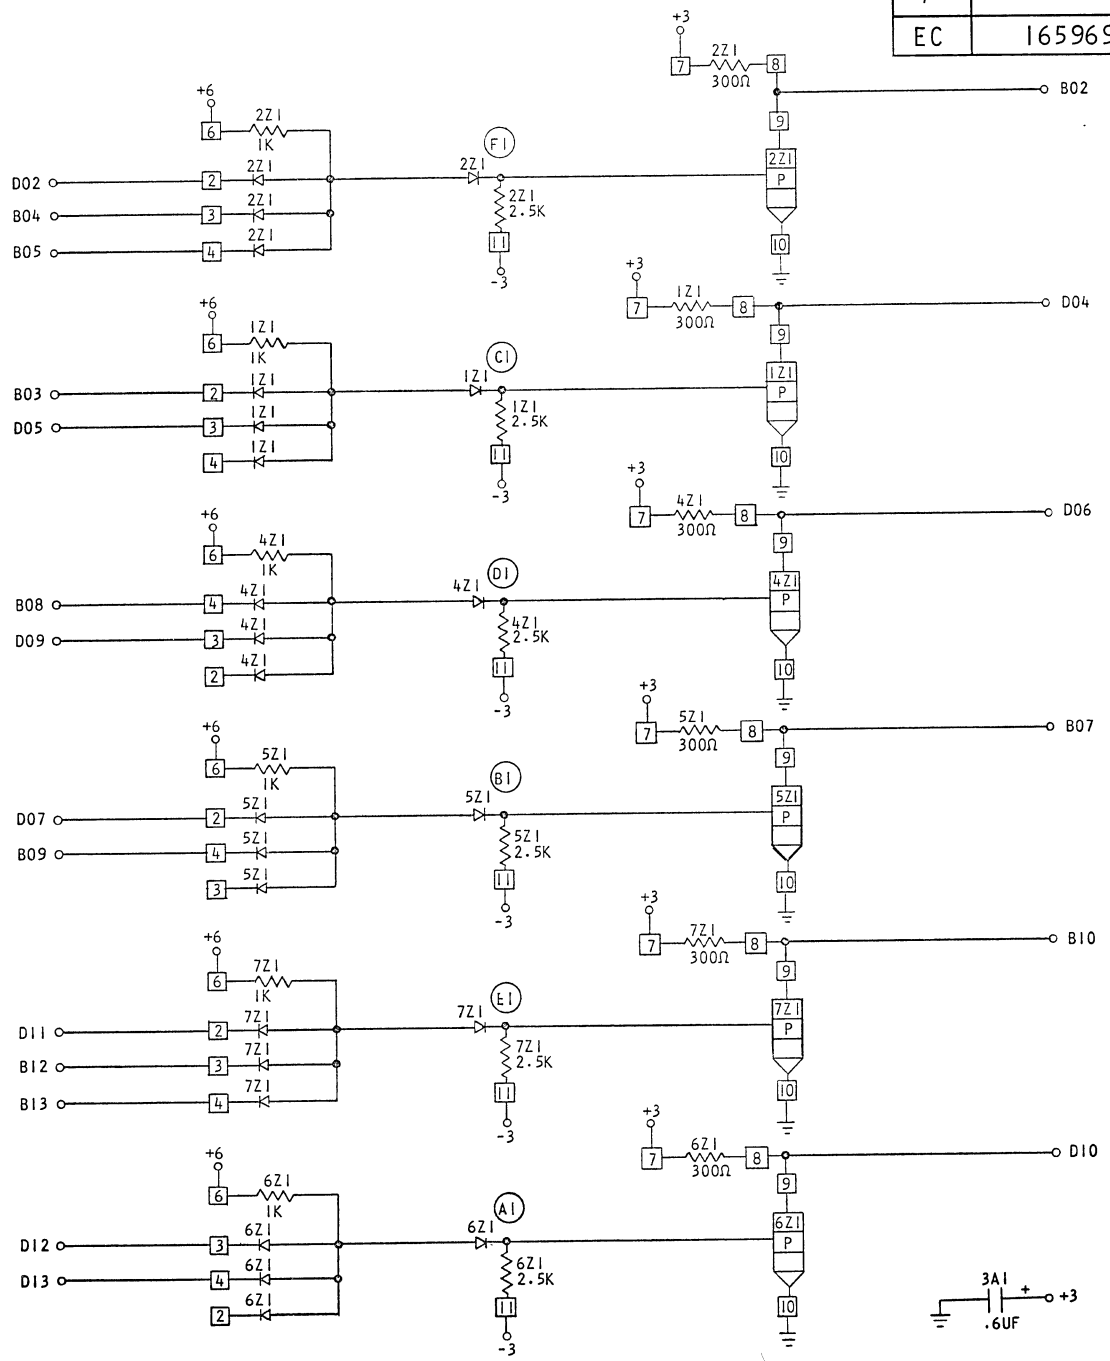 EC 165969
+3
7 2Z1 300Ω 8
B02
9
+6
6 2Z1 1K
F1
2Z1
2Z1
P
D02 2 2Z1
B04 3 2Z1
2Z1 2.5K
B05 4 2Z1
11
10
-3
+3
7 1Z1 300Ω 8
D04
9
+6
6 1Z1 1K
C1
1Z1
1Z1
P
B03 2 1Z1
D05 3 1Z1
1Z1 2.5K
4 1Z1
11
10
-3
+3
7 4Z1 300Ω 8
D06
9
+6
6 4Z1 1K
D1
4Z1
4Z1
P
B08 4 4Z1
D09 3 4Z1
4Z1 2.5K
2 4Z1
11
10
-3
+3
7 5Z1 300Ω 8
B07
9
+6
6 5Z1 1K
B1
5Z1
5Z1
P
D07 2 5Z1
B09 4 5Z1
5Z1 2.5K
3 5Z1
11
10
-3
+3
7 7Z1 300Ω 8
B10
9
+6
6 7Z1 1K
E1
7Z1
7Z1
P
D11 2 7Z1
B12 3 7Z1
7Z1 2.5K
B13 4 7Z1
11
10
-3
+3
7 6Z1 300Ω 8
D10
9
+6
6 6Z1 1K
A1
6Z1
6Z1
P
D12 3 6Z1
D13 4 6Z1
6Z1 2.5K
2 6Z1
11
10
-3
3A1
+ +3
.6UF